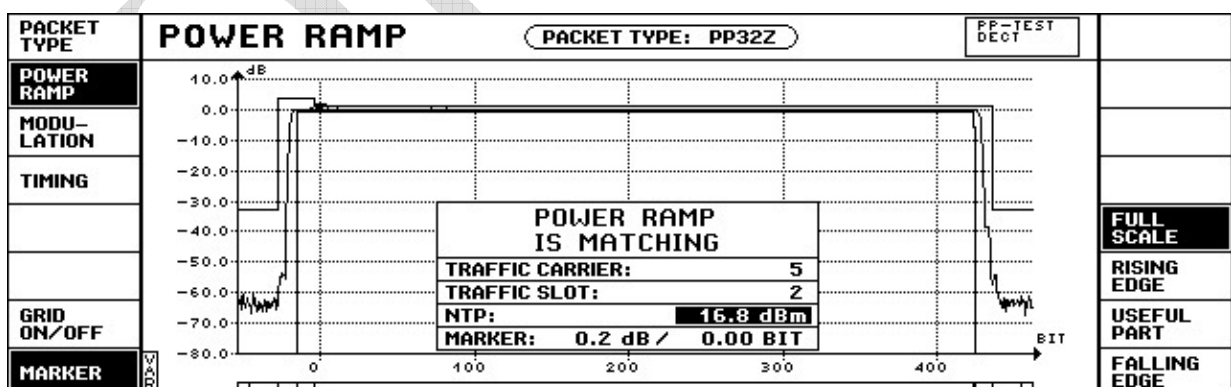 PACKET
TYPE
POWER
RAMP
MODU-
LATION
TIMING
GRID
ON/OFF
MARKER
POWER RAMP
PACKET TYPE: PP32Z
PP-TEST
DECT
dB
10.0
0.0
-10.0
-20.0
-30.0
-40.0
-50.0
-60.0
-70.0
-80.0
0
100
200
300
400
BIT
POWER RAMP
IS MATCHING
TRAFFIC CARRIER: 5
TRAFFIC SLOT: 2
NTP: 16.8 dBm
MARKER: 0.2 dB / 0.00 BIT
FULL
SCALE
RISING
EDGE
USEFUL
PART
FALLING
EDGE